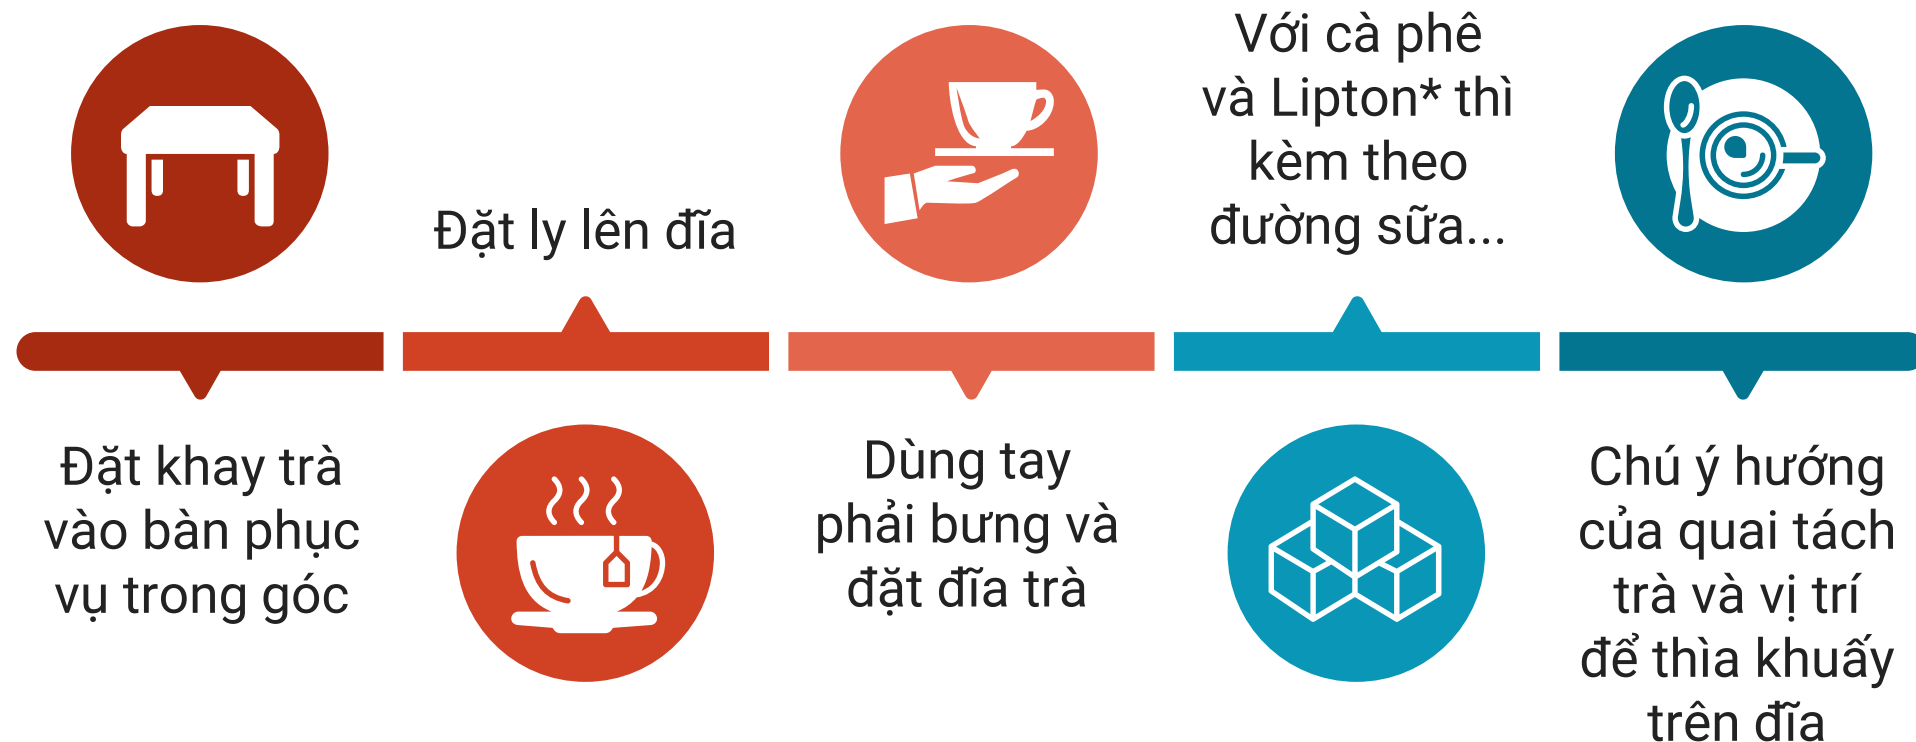 Đặt khay trà
vào bàn phục
vụ trong góc
Đặt ly lên đĩa
Dùng tay
phải bưng và
đặt đĩa trà
Với cà phê
và Lipton* thì
kèm theo
đường sữa...
Chú ý hướng
của quai tách
trà và vị trí
để thìa khuấy
trên đĩa